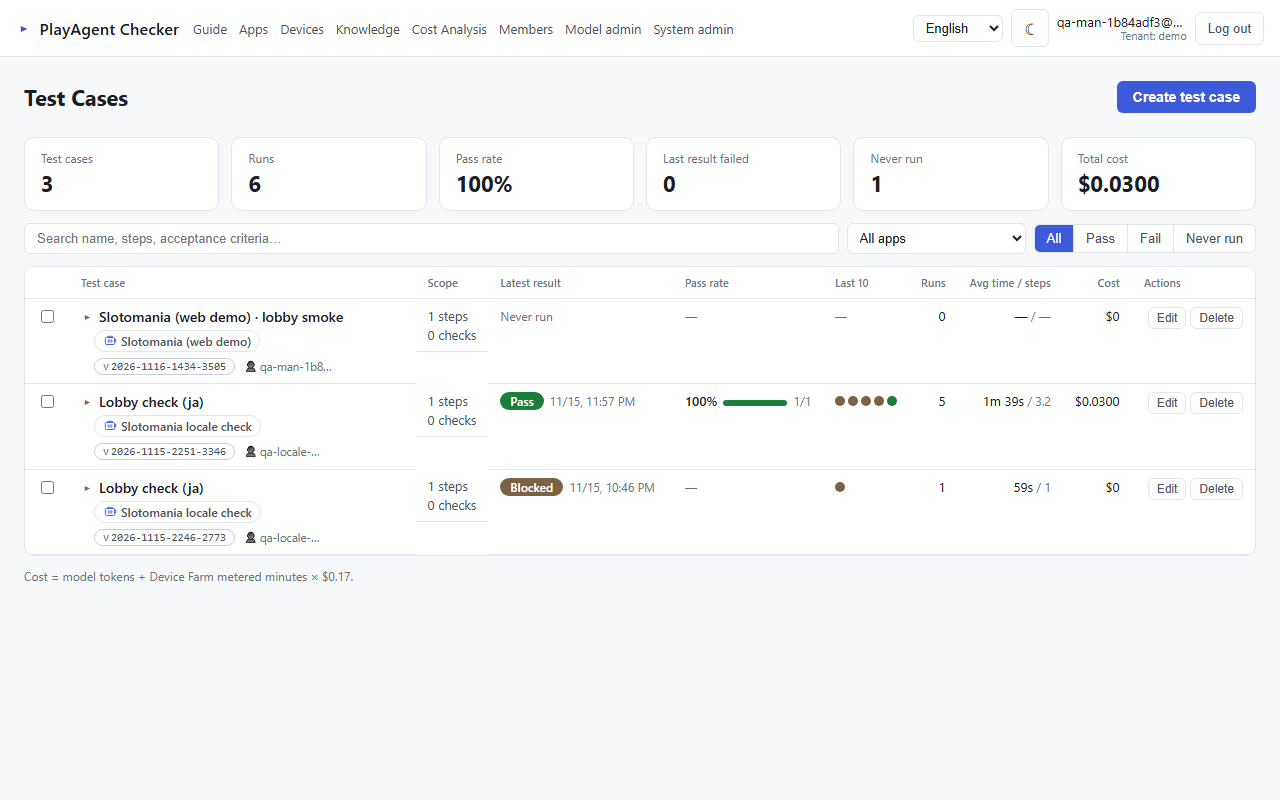 PlayAgent Checker Guide Apps Devices Knowledge Cost Analysis Members Model admin System admin English qa-man-1b84adf3@... Log out
Tenant: demo
Test Cases Create test case
Test cases Runs Pass rate Last result failed Never run Total cost
3 6 100% 0 1 $0.0300
Search name, steps, acceptance criteria… All apps All Pass Fail Never run
Test case Scope Latest result Pass rate Last 10 Runs Avg time / steps Cost Actions
Slotomania (web demo) · lobby smoke 1 steps Never run — — 0 — / — $0 Edit Delete
Slotomania (web demo) 0 checks
v 2026-1116-1434-3505 qa-man-1b8...
Lobby check (ja) 1 steps Pass 11/15, 11:57 PM 100% 1/1 5 1m 39s / 3.2 $0.0300 Edit Delete
Slotomania locale check 0 checks
v 2026-1115-2251-3346 qa-locale-...
Lobby check (ja) 1 steps Blocked 11/15, 10:46 PM — 1 59s / 1 $0 Edit Delete
Slotomania locale check 0 checks
v 2026-1115-2246-2773 qa-locale-...
Cost = model tokens + Device Farm metered minutes × $0.17.